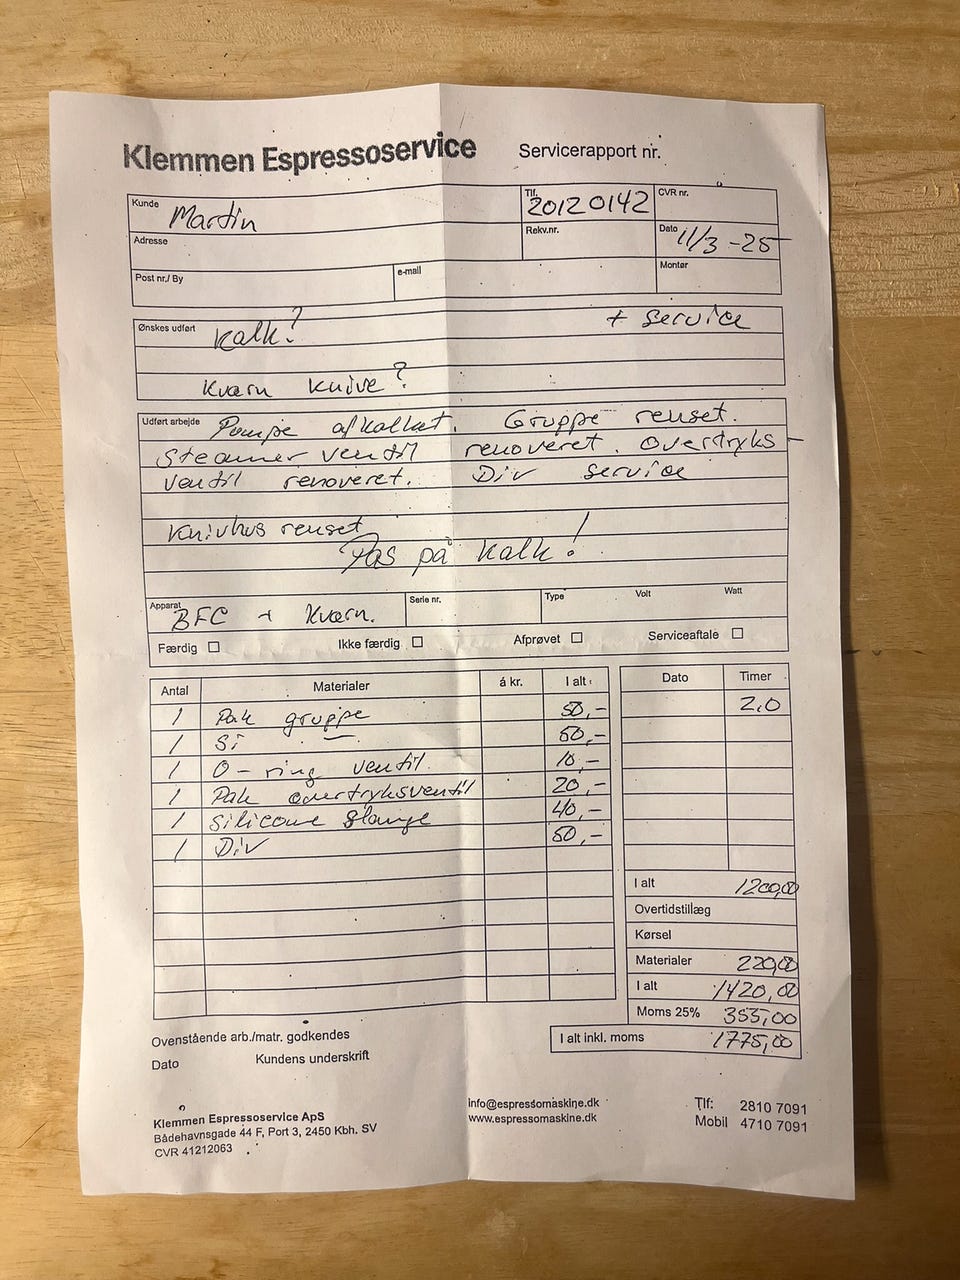 Klemmen Espressoservice
Servicerapport nr.
Kunde Martin
Tlf. 20120142
CVR nr.
Adresse
Rekv.nr.
Dato 11/3-25
Post nr./ By
e-mail
Montør
Ønskes udført Kalk? + service
Kværn knive?
Udført arbejde Pumpe afkalket. Gruppe renset.
Steamer ventil renoveret. Overtryks-
ventil renoveret. Div service
Knivhus renset
Pas på kalk!
Apparat BFC + Kværn.
Serie nr.
Type Volt Watt
Færdig ☐ Ikke færdig ☐ Afprøvet ☐ Serviceaftale ☐
Antal Materialer á kr. I alt
1 Pak gruppe 50,-
1 Si 50,-
1 O-ring ventil 10,-
1 Pak overtryksventil 20,-
1 Silicone slange 40,-
1 Div 50,-
Dato Timer
2,0
I alt 1200,00
Overtidstillæg
Kørsel
Materialer 220,00
I alt 1420,00
Moms 25% 355,00
I alt inkl. moms 1775,00
Ovenstående arb./matr. godkendes
Dato Kundens underskrift
Klemmen Espressoservice ApS
Bådehavnsgade 44 F, Port 3, 2450 Kbh. SV
CVR 41212063
info@espressomaskine.dk
www.espressomaskine.dk
Tlf: 2810 7091
Mobil 4710 7091